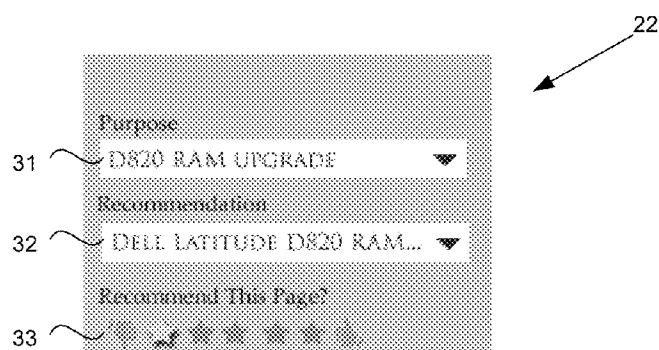 22
Purpose
31 D820 RAM UPGRADE
Recommendation
32 DELL LATITUDE D820 RAM...
Recommend This Page?
33